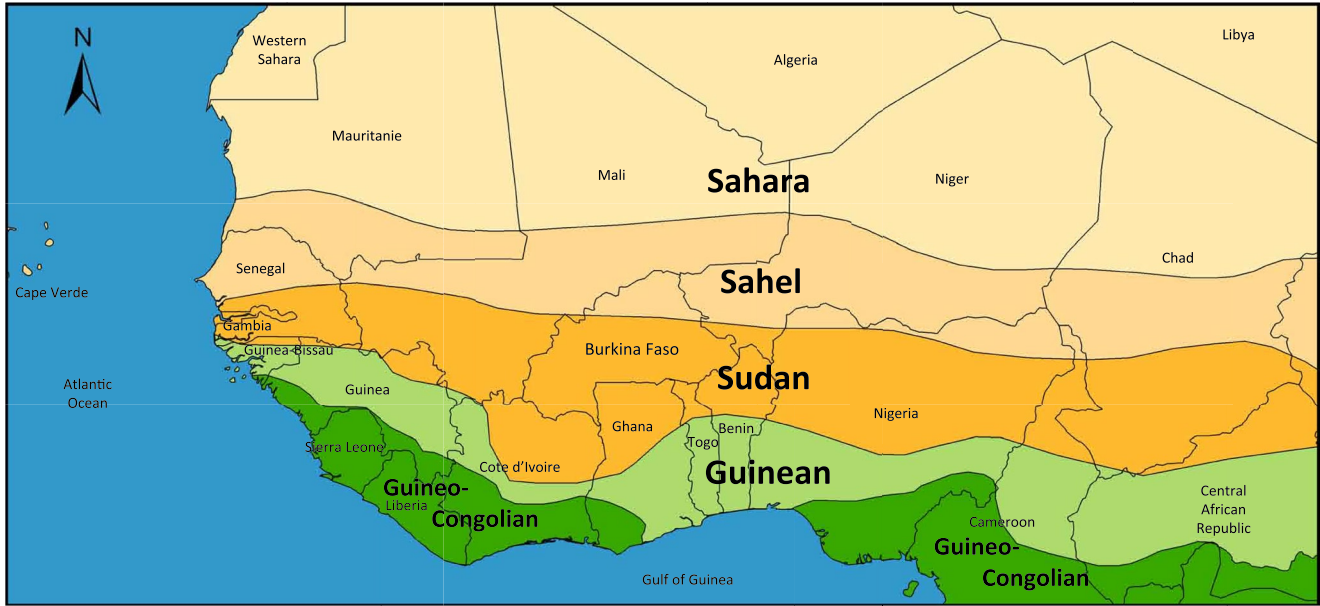 N
Western
Sahara
Algeria
Libya
Mauritanie
Mali
Sahara
Niger
Senegal
Sahel
Chad
Cape Verde
Gambia
Guinea-Bissau
Burkina Faso
Sudan
Atlantic
Ocean
Guinea
Nigeria
Ghana
Benin
Togo
Sierra Leone
Cote d'Ivoire
Guinean
Guineo-
Congolian
Liberia
Central
African
Republic
Cameroon
Guineo-
Congolian
Gulf of Guinea